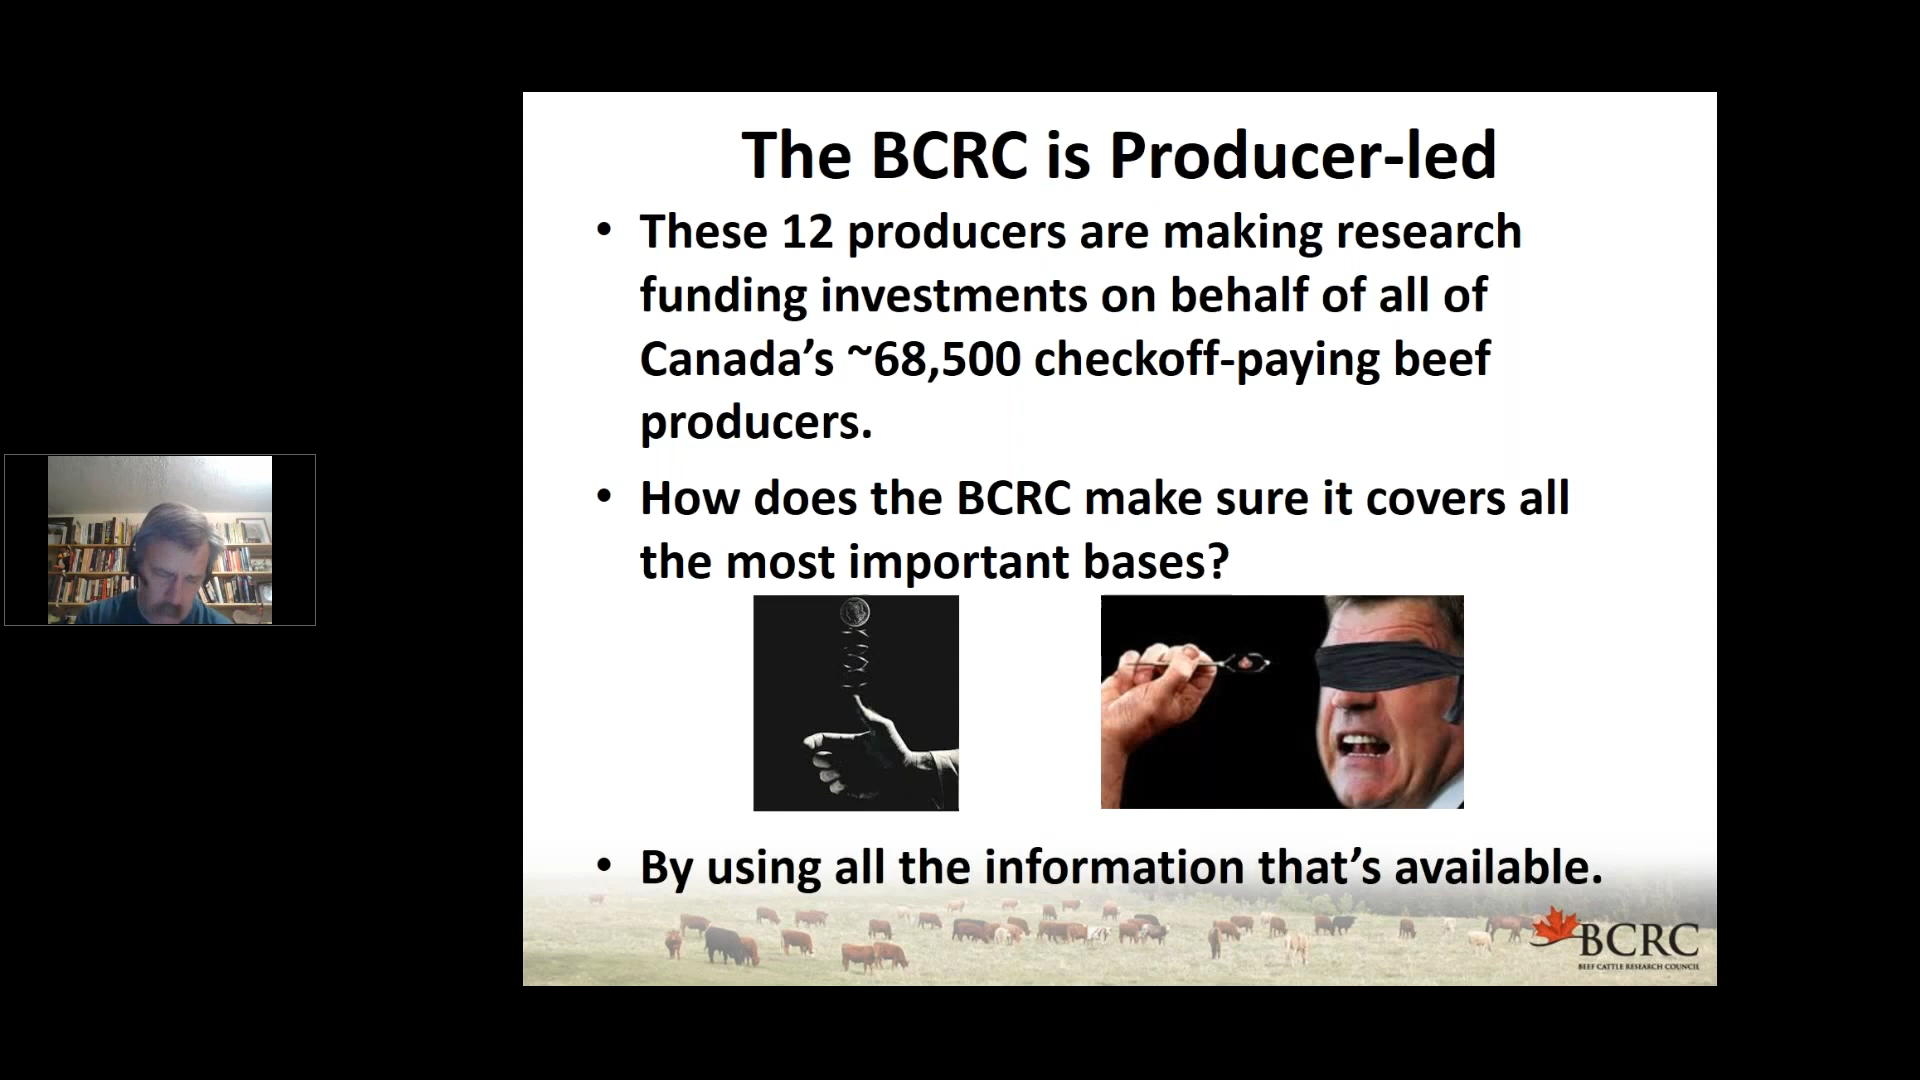 The BCRC is Producer-led
• These 12 producers are making research
funding investments on behalf of all of
Canada’s ~68,500 checkoff-paying beef
producers.
• How does the BCRC make sure it covers all
the most important bases?
• By using all the information that’s available.
BCRC
BEEF CATTLE RESEARCH COUNCIL